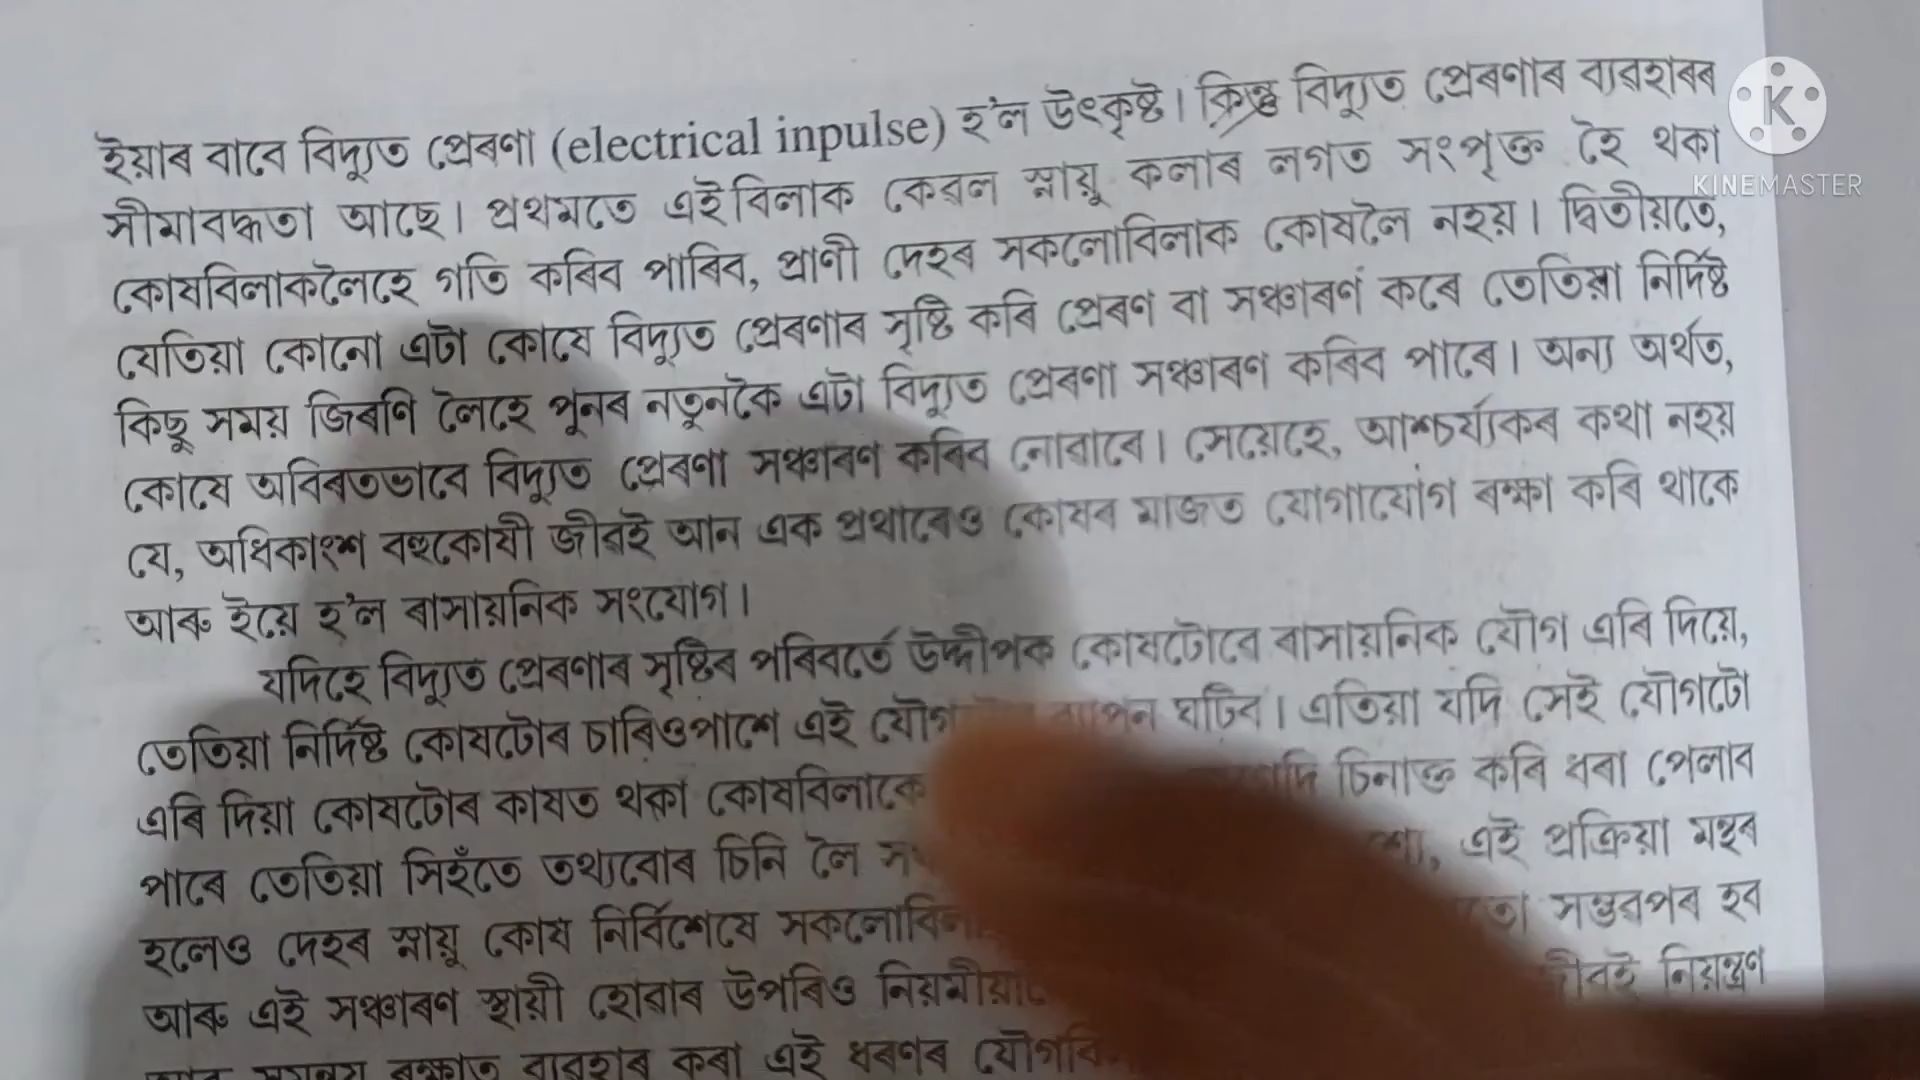 ইয়াৰ বাবে বিদ্যুত প্ৰেৰণা (electrical inpulse) হ'ল উৎকৃষ্ট। কিন্তু বিদ্যুত প্ৰেৰণাৰ ব্যৱহাৰৰ
সীমাবদ্ধতা আছে। প্ৰথমতে এইবিলাক কেৱল স্নায়ু কলাৰ লগত সংপৃক্ত হৈ থকা
কোষবিলাকলৈহে গতি কৰিব পাৰিব, প্ৰাণী দেহৰ সকলোবিলাক কোষলৈ নহয়। দ্বিতীয়তে,
যেতিয়া কোনো এটা কোষে বিদ্যুত প্ৰেৰণাৰ সৃষ্টি কৰি প্ৰেৰণ বা সঞ্চাৰণ কৰে তেতিয়া নিৰ্দিষ্ট
কিছু সময় জিৰণি লৈহে পুনৰ নতুনকৈ এটা বিদ্যুত প্ৰেৰণা সঞ্চাৰণ কৰিব পাৰে। অন্য অৰ্থত,
কোষে অবিৰতভাবে বিদ্যুত প্ৰেৰণা সঞ্চাৰণ কৰিব নোৱাৰে। সেয়েহে, আশ্চৰ্য্যকৰ কথা নহয়
যে, অধিকাংশ বহুকোষী জীৱই আন এক প্ৰথাৰেও কোষৰ মাজত যোগাযোগ ৰক্ষা কৰি থাকে
আৰু ইয়ে হ'ল ৰাসায়নিক সংযোগ।
যদিহে বিদ্যুত প্ৰেৰণাৰ সৃষ্টিৰ পৰিবৰ্তে উদ্দীপক কোষটোৱে ৰাসায়নিক যৌগ এৰি দিয়ে,
তেতিয়া নিৰ্দিষ্ট কোষটোৰ চাৰিওপাশে এই ব্যাপন ঘটিব। এতিয়া যদি সেই যৌগটো
এৰি দিয়া কোষটোৰ কাষত থকা কোষবিলাকে চিনাক্ত কৰি ধৰা পেলাব
পাৰে তেতিয়া সিহঁতে তথ্যবোৰ চিনি লৈ এই প্ৰক্ৰিয়া মন্থৰ
হলেও দেহৰ স্নায়ু কোষ নিৰ্বিশেষে সম্ভৱপৰ হব
আৰু এই সঞ্চাৰণ স্থায়ী হোৱাৰ উপৰিও নিয়ন্ত্ৰণ
ব্যৱহাৰ কৰা এই ধৰণৰ
K
KINEMASTER